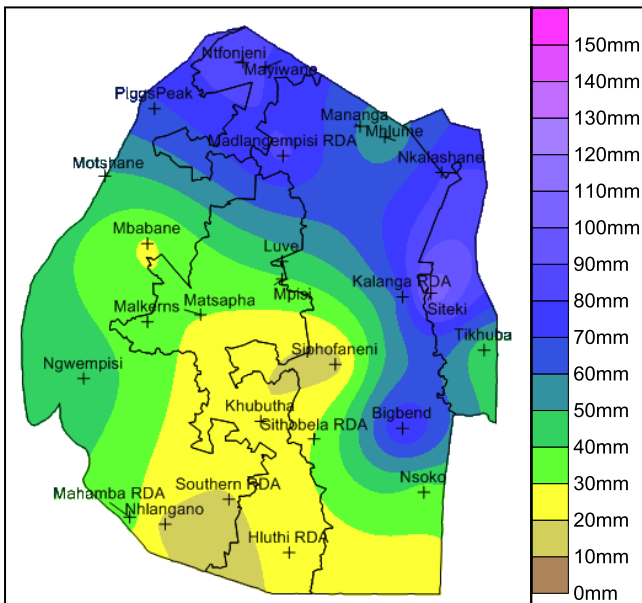 Ntfonjeni
Mayiwane
PiggsPeak
Mananga
Mhlume
Madlangempisi RDA
Nkalashane
Motshane
Mbabane
Luve
Kalanga RDA
Mpisi
Siteki
Malkerns
Matsapha
Tikhuba
Siphofaneni
Ngwempisi
Khubutha
Bigbend
Sithobela RDA
Nsoko
Southern RDA
Mahamba RDA
Nhlangano
Hluthi RDA
150mm
140mm
130mm
120mm
110mm
100mm
90mm
80mm
70mm
60mm
50mm
40mm
30mm
20mm
10mm
0mm